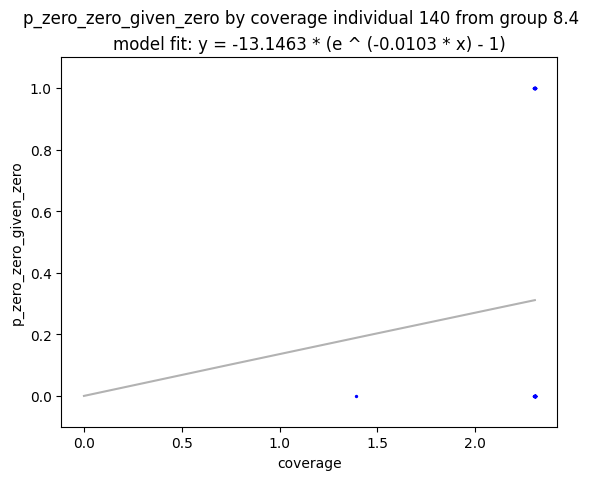 p_zero_zero_given_zero by coverage individual 140 from group 8.4
model fit: y = -13.1463 * (e ^ (-0.0103 * x) - 1)
1.0
0.8
0.6
0.4
0.2
0.0
p_zero_zero_given_zero
0.0 0.5 1.0 1.5 2.0
coverage